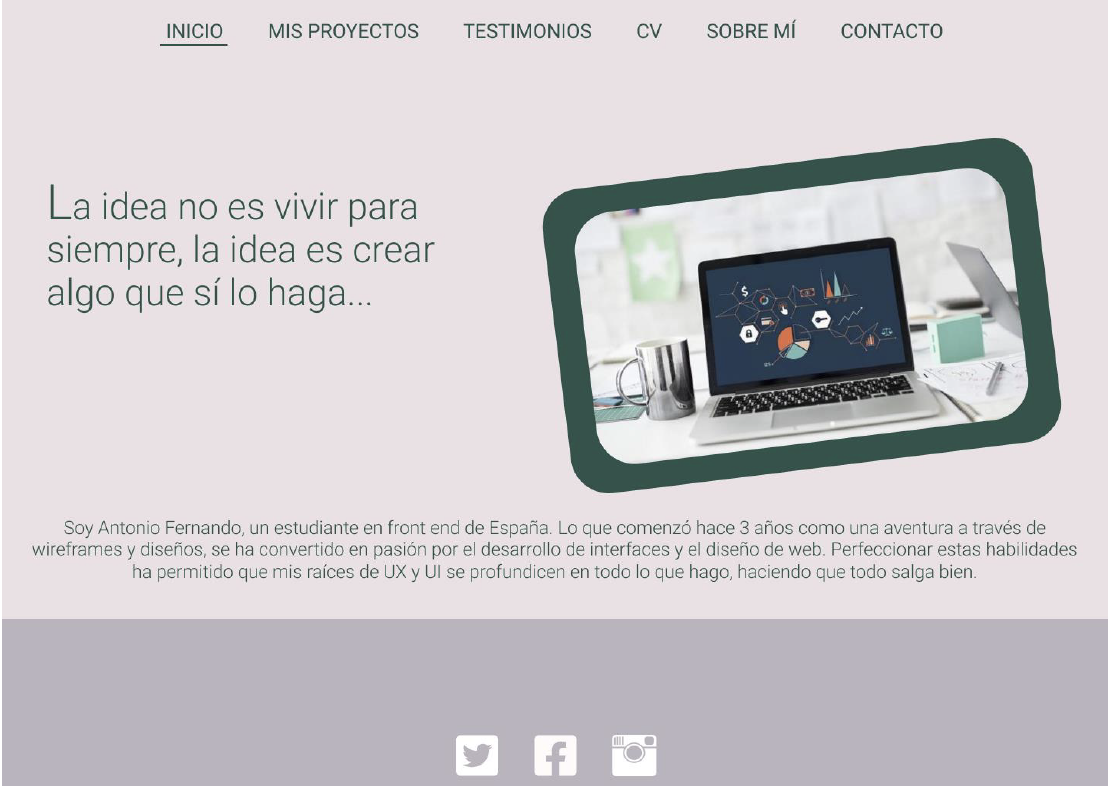 INICIO MIS PROYECTOS TESTIMONIOS CV SOBRE MÍ CONTACTO
La idea no es vivir para
siempre, la idea es crear
algo que sí lo haga...
$
Soy Antonio Fernando, un estudiante en front end de España. Lo que comenzó hace 3 años como una aventura a través de
wireframes y diseños, se ha convertido en pasión por el desarrollo de interfaces y el diseño de web. Perfeccionar estas habilidades
ha permitido que mis raíces de UX y UI se profundicen en todo lo que hago, haciendo que todo salga bien.